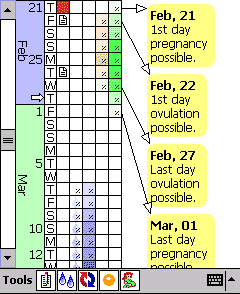 21 T
F
S
Feb S
25 M
T
W
T
1 F
S
S
M
5 T
W
Mar T
F
S
10 S
12 M
T
Feb, 21
1st day
pregnancy
possible.
Feb, 22
1st day
ovulation
possible.
Feb, 27
Last day
ovulation
possible.
Mar, 01
Last day
pregnancy
possible
Tools